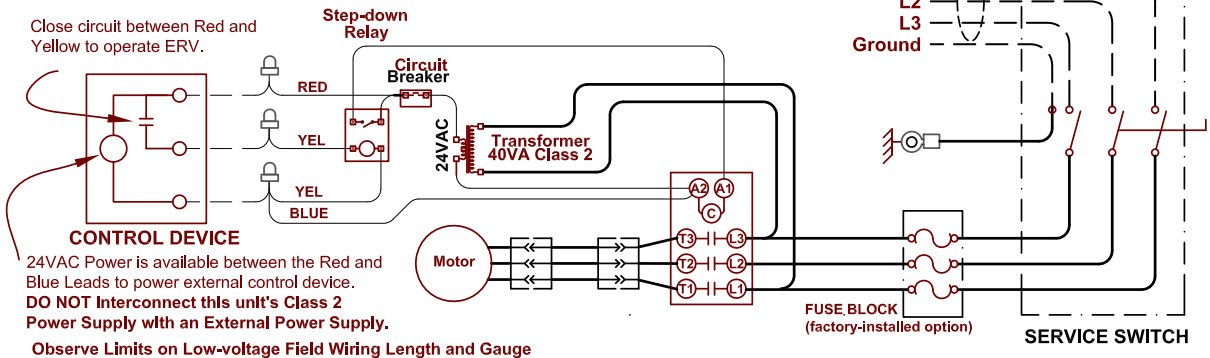 L2
L3
Ground
Close circuit between Red and
Yellow to operate ERV.
Step-down
Relay
Circuit
Breaker
RED
YEL
YEL
BLUE
24VAC
Transformer
40VA Class 2
A2
A1
C
T3
L3
T2
L2
T1
L1
Motor
CONTROL DEVICE
24VAC Power is available between the Red and
Blue Leads to power external control device.
DO NOT Interconnect this unit's Class 2
Power Supply with an External Power Supply.
Observe Limits on Low-voltage Field Wiring Length and Gauge
FUSE BLOCK
(factory-installed option)
SERVICE SWITCH